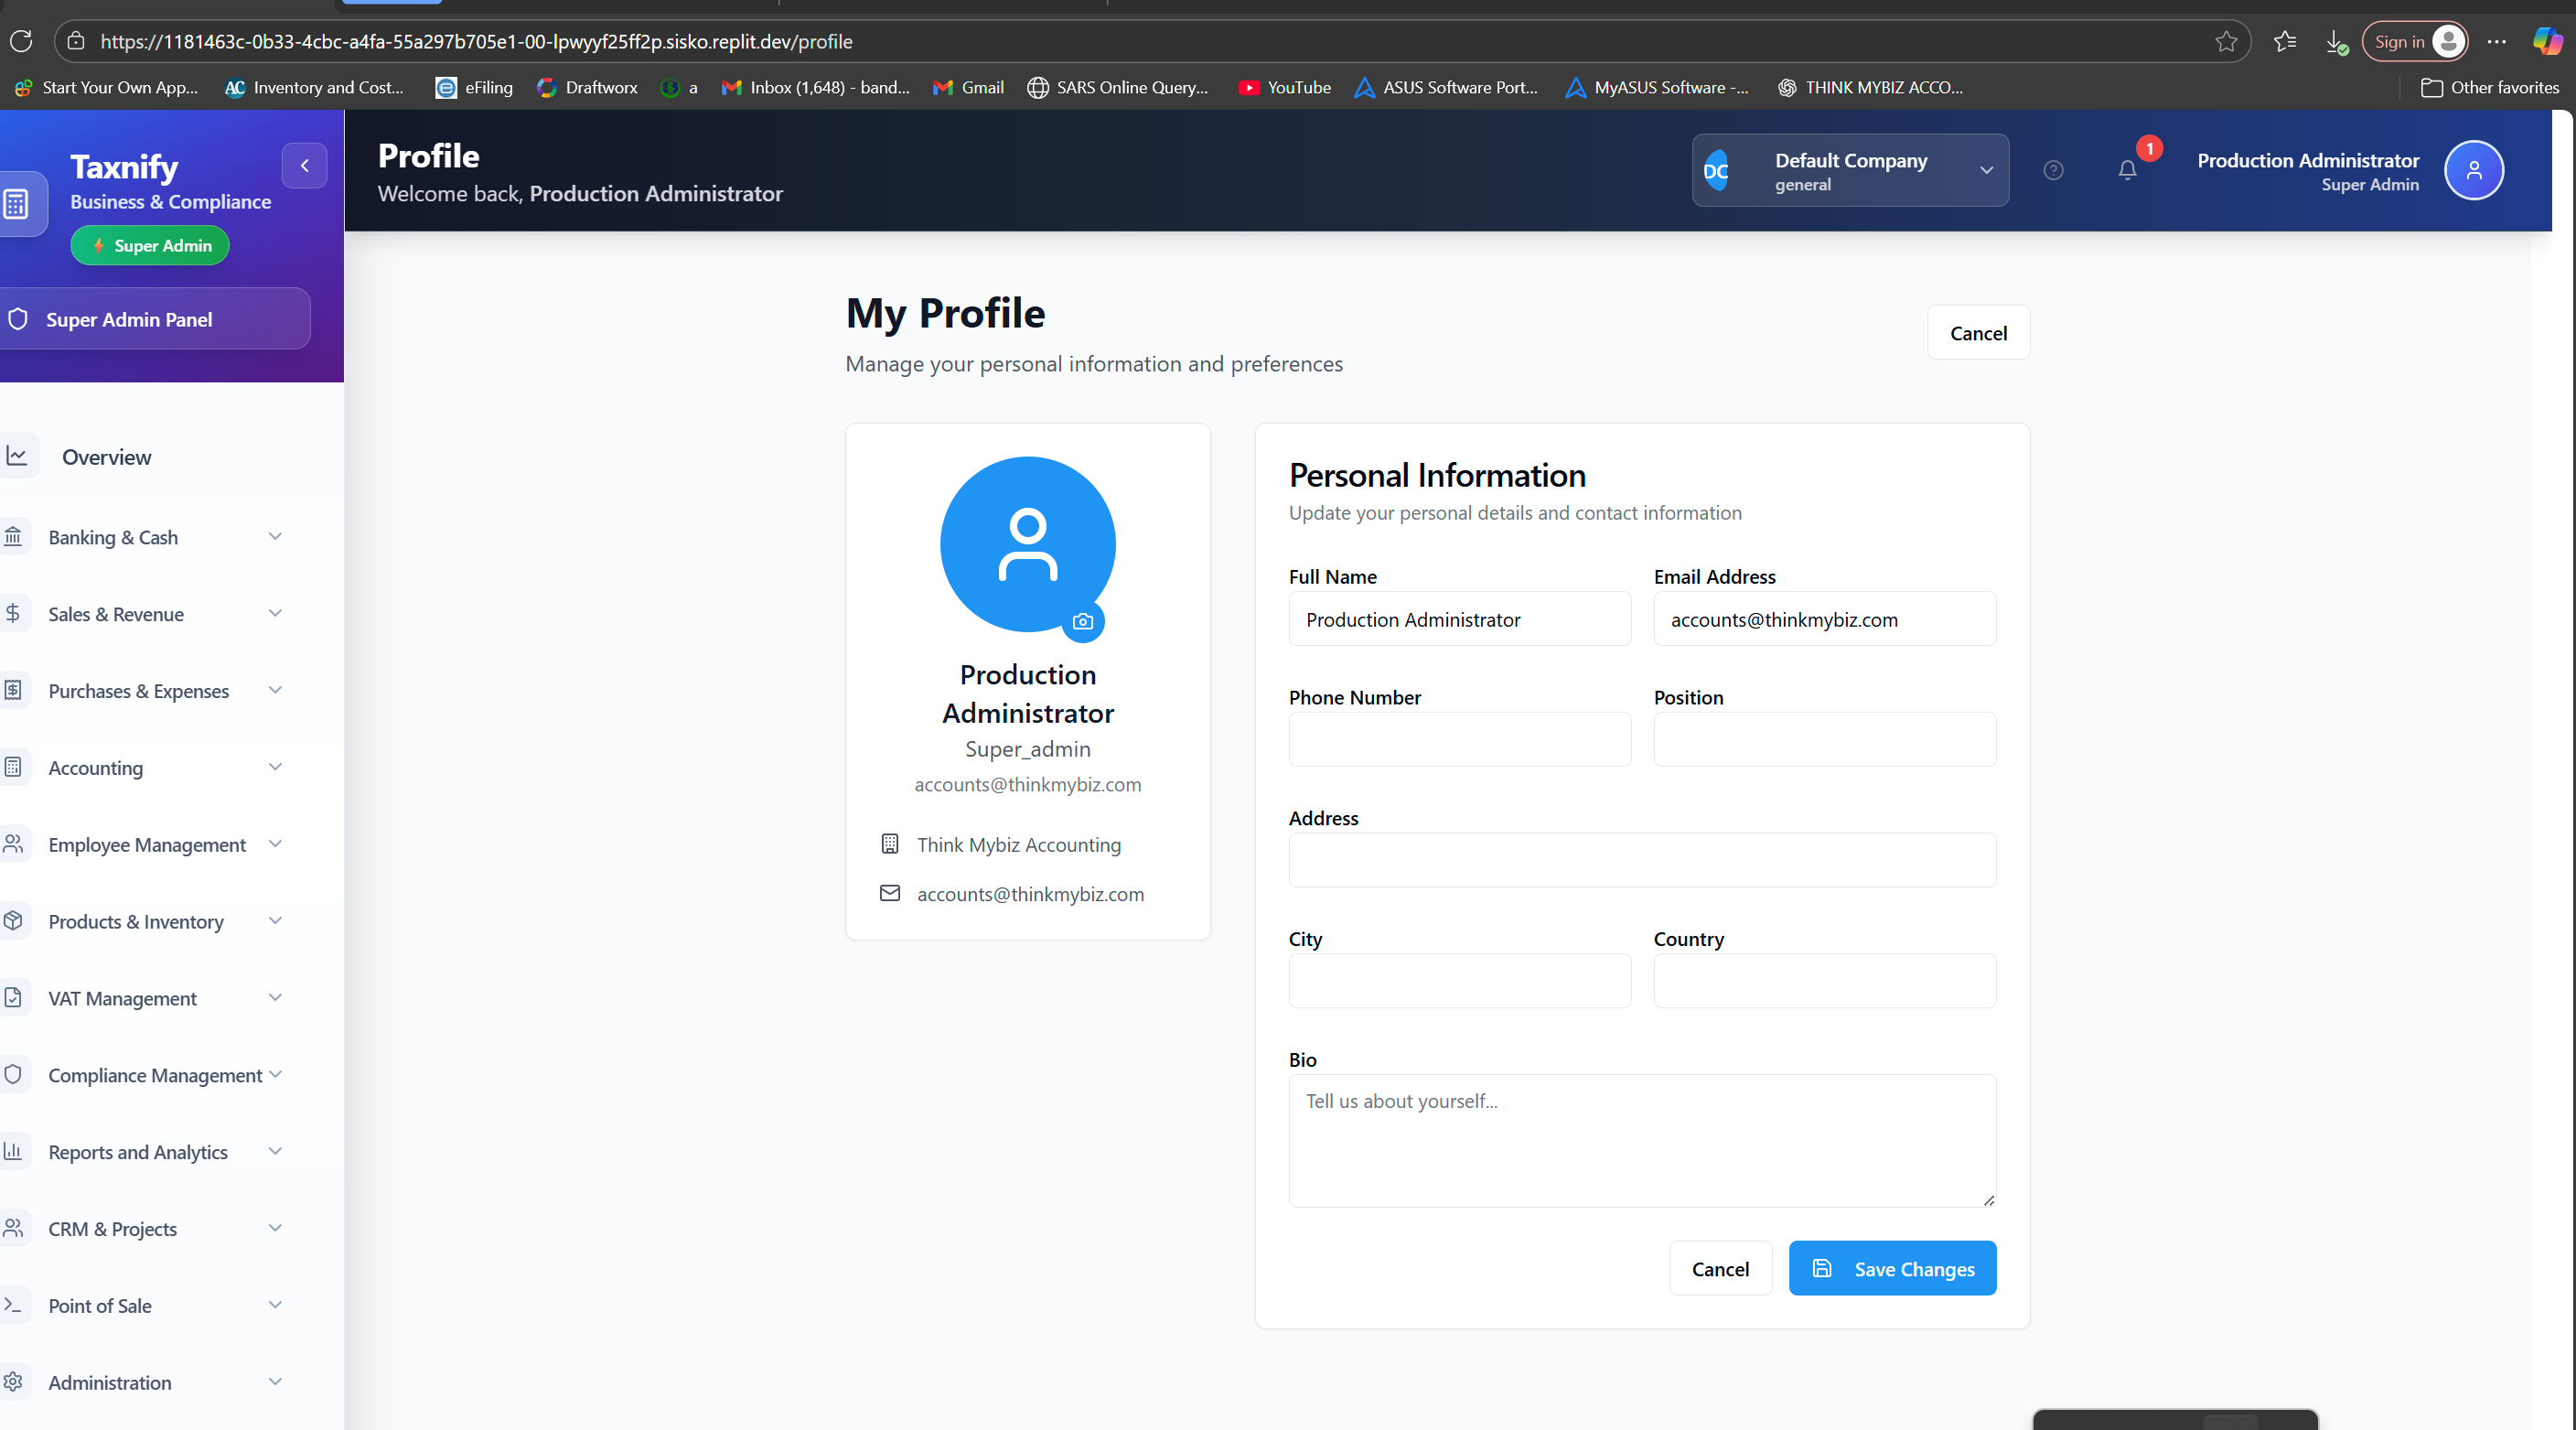 https://1181463c-0b33-4cbc-a4fa-55a297b705e1-00-lpwyyf25ff2p.sisko.replit.dev/profile
Sign in
Start Your Own App...
AC Inventory and Cost...
eFiling
Draftworx
a
Inbox (1,648) - band...
Gmail
SARS Online Query...
YouTube
ASUS Software Port...
MyASUS Software -...
THINK MYBIZ ACCO...
Other favorites
Taxnify
Business & Compliance
Super Admin
Super Admin Panel
Profile
Welcome back, Production Administrator
DC
Default Company
general
1
Production Administrator
Super Admin
Overview
Banking & Cash
Sales & Revenue
Purchases & Expenses
Accounting
Employee Management
Products & Inventory
VAT Management
Compliance Management
Reports and Analytics
CRM & Projects
Point of Sale
Administration
My Profile
Manage your personal information and preferences
Cancel
Production
Administrator
Super_admin
accounts@thinkmybiz.com
Think Mybiz Accounting
accounts@thinkmybiz.com
Personal Information
Update your personal details and contact information
Full Name
Production Administrator
Email Address
accounts@thinkmybiz.com
Phone Number
Position
Address
City
Country
Bio
Tell us about yourself...
Cancel
Save Changes